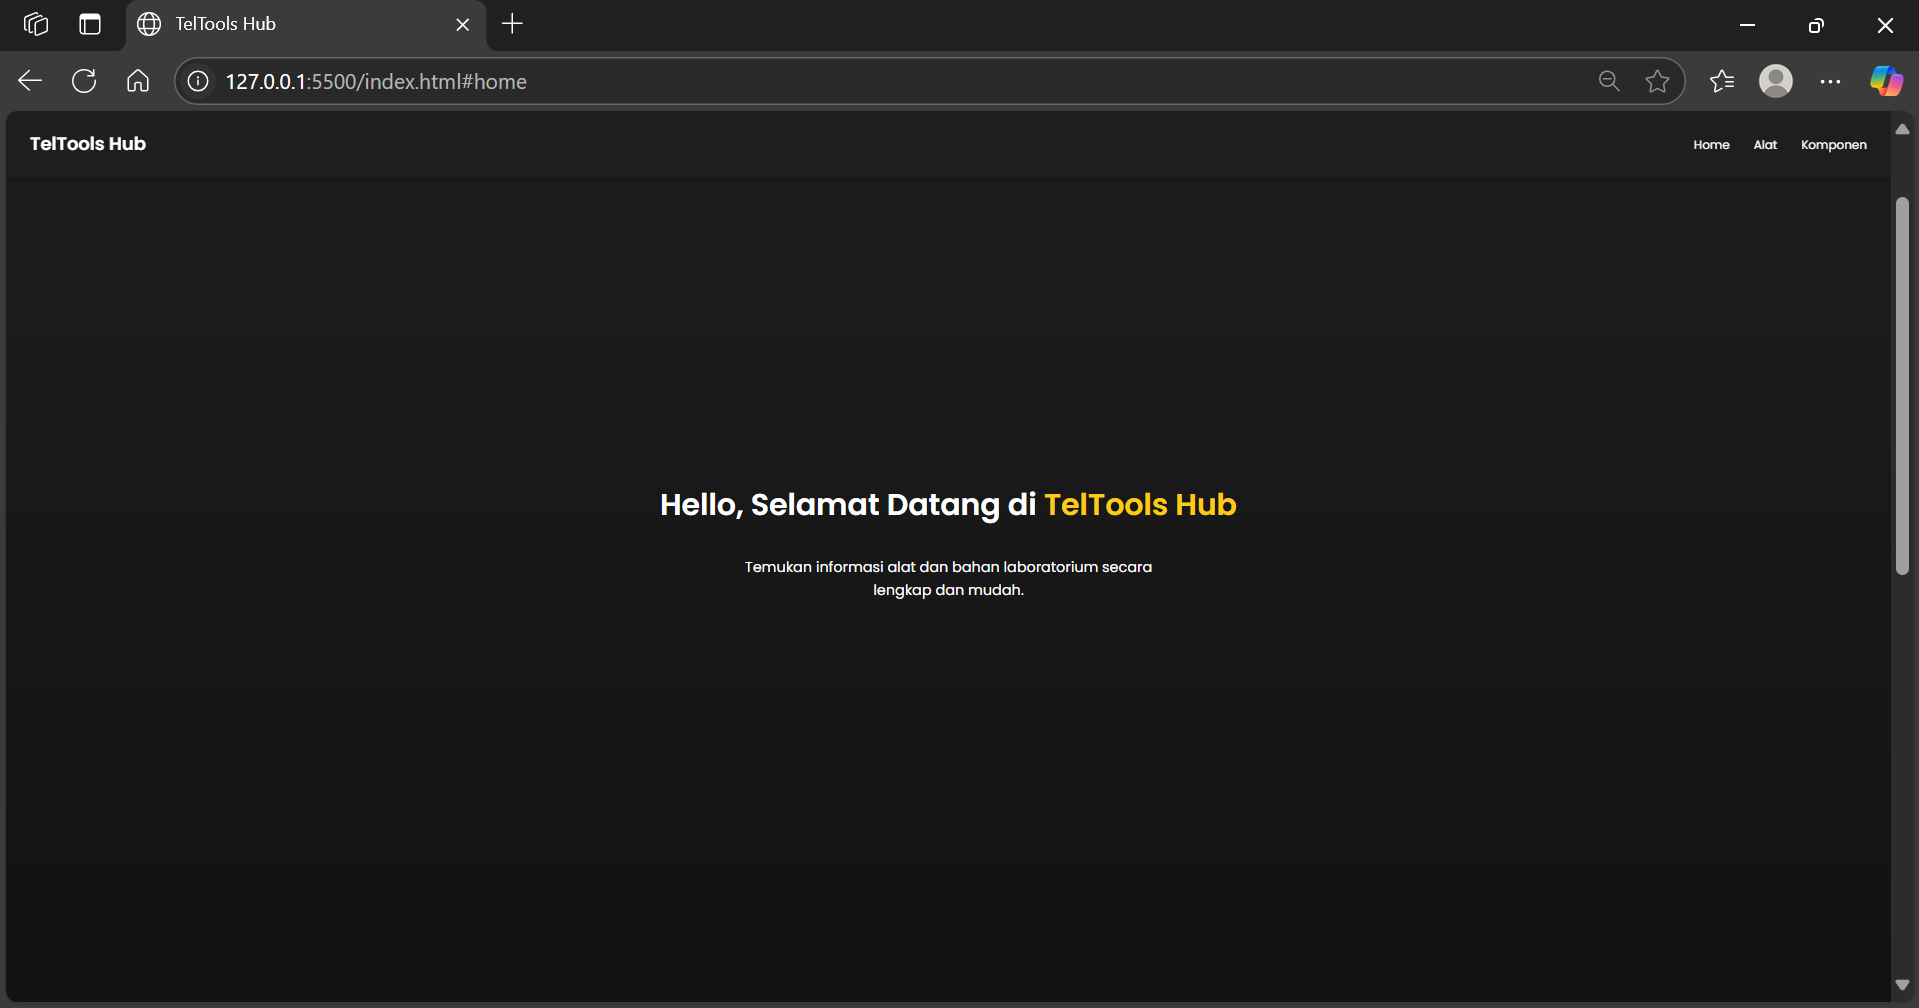 TelTools Hub
127.0.0.1:5500/index.html#home
TelTools Hub
Home Alat Komponen
Hello, Selamat Datang di TelTools Hub
Temukan informasi alat dan bahan laboratorium secara
lengkap dan mudah.